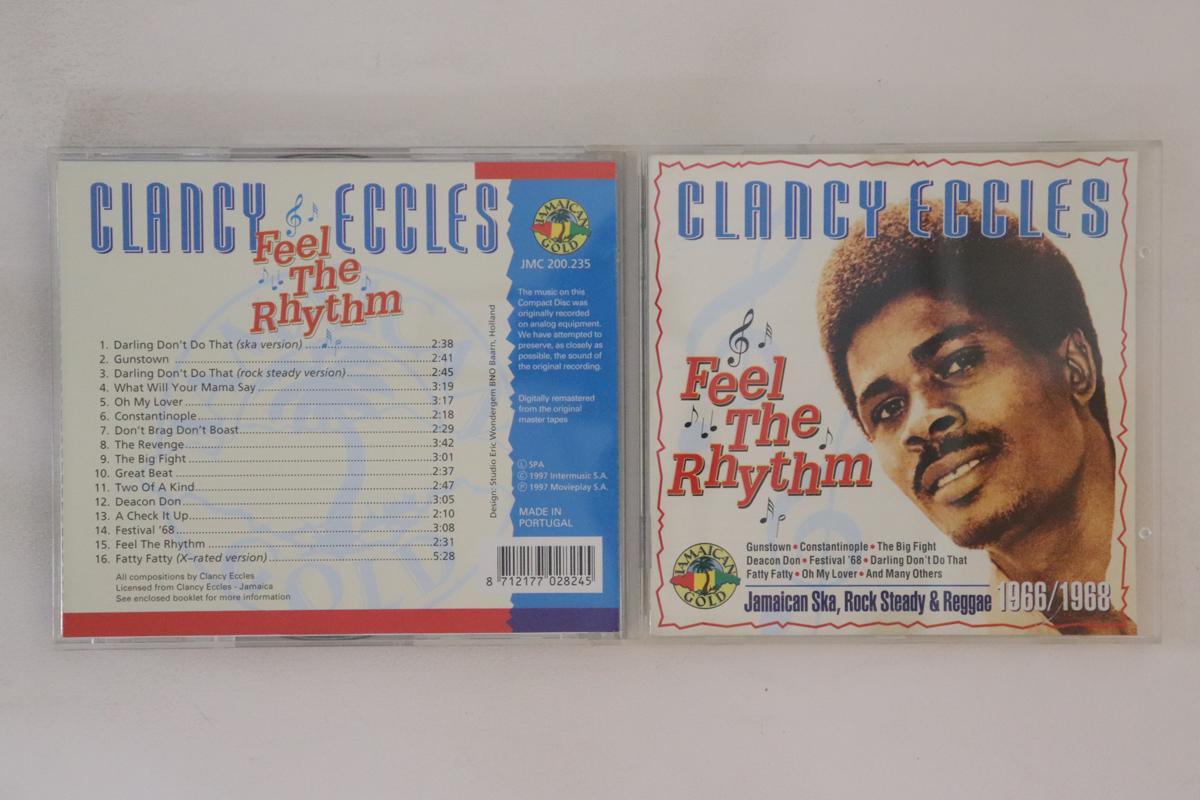 CLANCY ECCLES
Feel
The
Rhythm
1. Darling Don't Do That (ska version) 2:38
2. Gunstown 2:41
3. Darling Don't Do That (rock steady version) 2:45
4. What Will Your Mama Say 3:19
5. Oh My Lover 3:17
6. Constantinople 2:18
7. Don't Brag Don't Boast 2:29
8. The Revenge 3:42
9. The Big Fight 3:01
10. Great Beat 2:37
11. Two Of A Kind 2:47
12. Deacon Don 3:05
13. A Check It Up 2:10
14. Festival '68 3:08
15. Feel The Rhythm 2:31
16. Fatty Fatty (X-rated version) 5:28
All compositions by Clancy Eccles
Licensed from Clancy Eccles - Jamaica
See enclosed booklet for more information
Design: Studio Eric Wondergem BNO Baarn, Holland
JAMAICAN
GOLD
JMC 200.235
The music on this
Compact Disc was
originally recorded
on analog equipment.
We have attempted to
preserve, as closely as
possible, the sound of
the original recording.
Digitally remastered
from the original
master tapes
Ⓛ SPA
© 1997 Intermusic S.A.
℗ 1997 Movieplay S.A.
MADE IN
PORTUGAL
8 712177 028245
CLANCY ECCLES
Feel
The
Rhythm
JAMAICAN
GOLD
Gunstown • Constantinople • The Big Fight
Deacon Don • Festival '68 • Darling Don't Do That
Fatty Fatty • Oh My Lover • And Many Others
Jamaican Ska, Rock Steady & Reggae 1966/1968